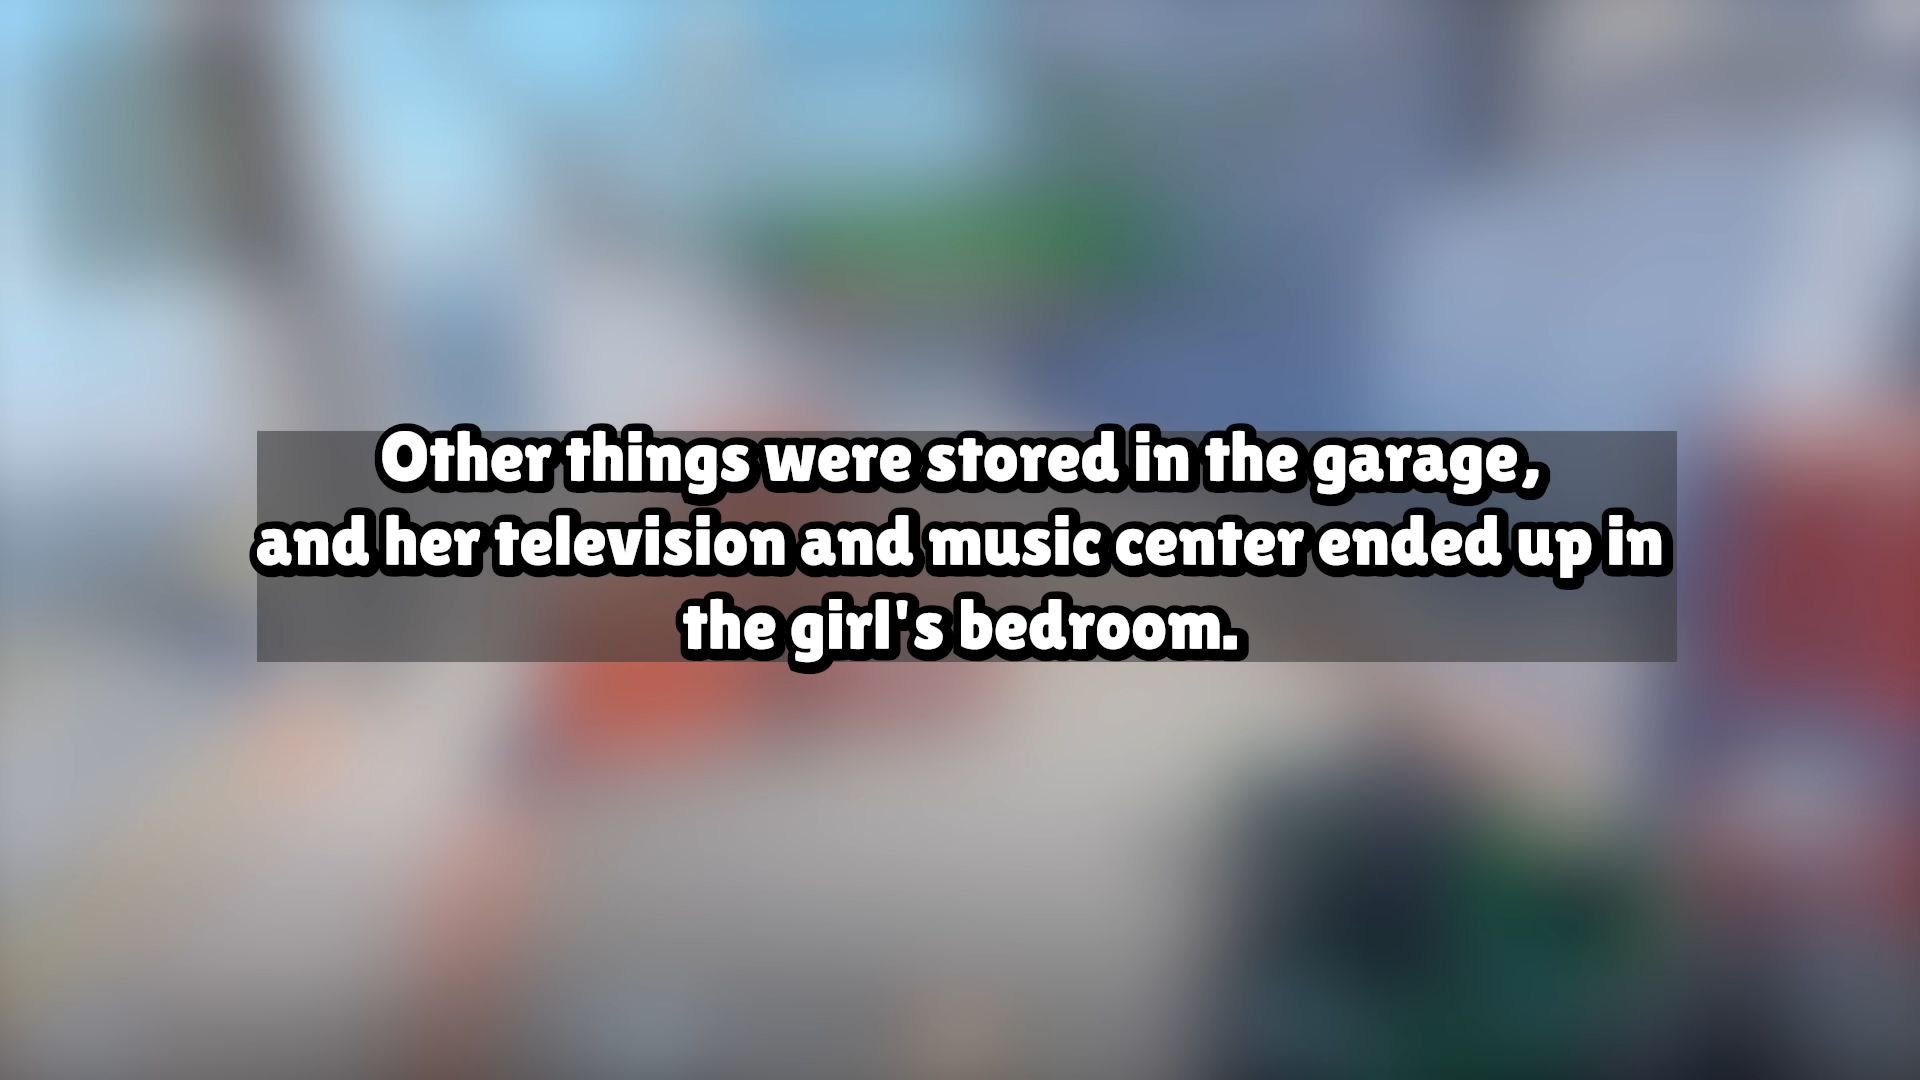 Other things were stored in the garage,
and her television and music center ended up in
the girl's bedroom.